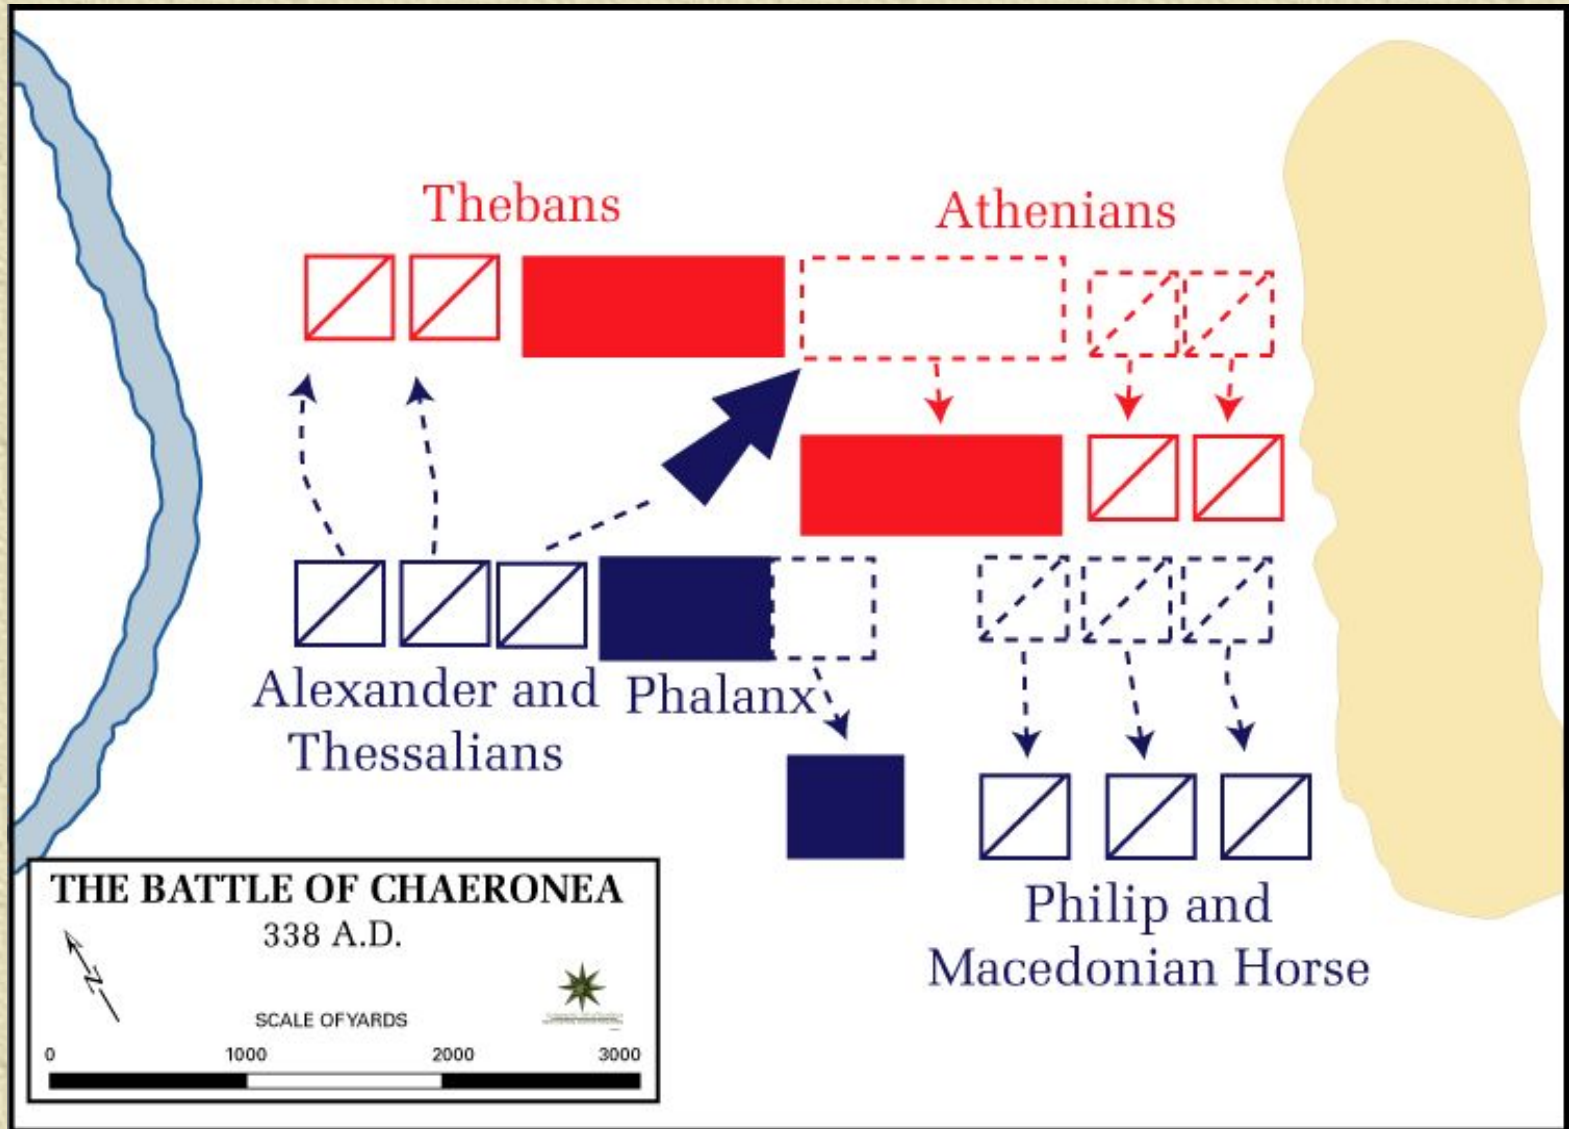 Thebans
Athenians
Alexander and
Thessalians
Phalanx
Philip and
Macedonian Horse
THE BATTLE OF CHAERONEA
338 A.D.
N
SCALE OF YARDS
0 1000 2000 3000